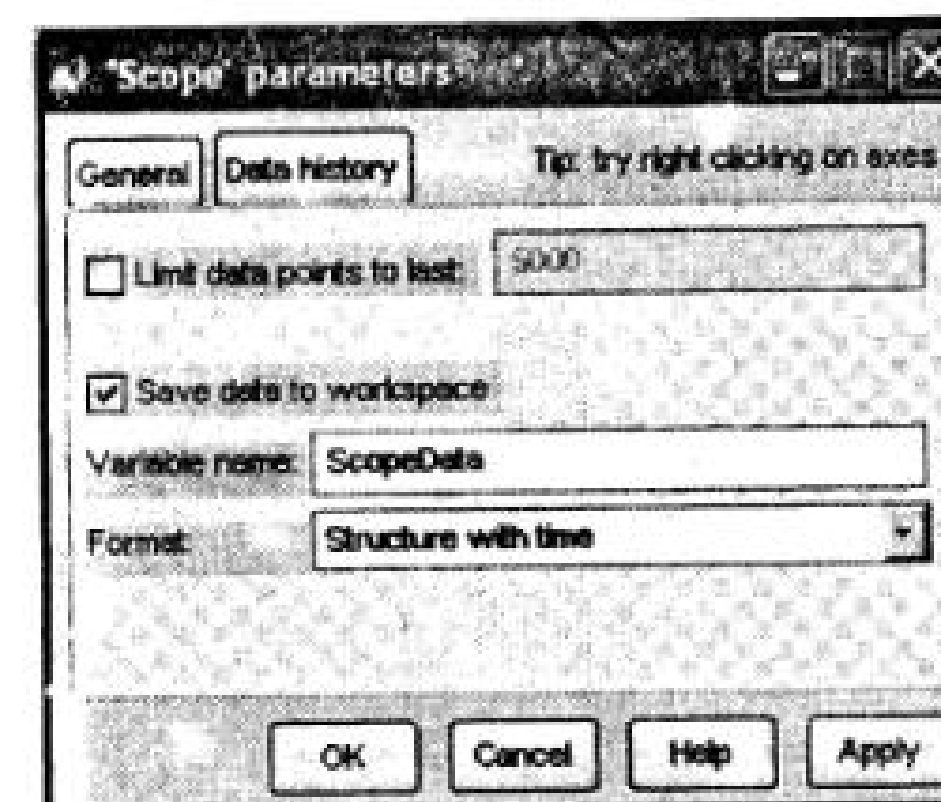 'Scope' parameters
General Data history Tip: try right clicking on axes
Limit data points to last: 5000
Save data to workspace
Variable name: ScopeData
Format: Structure with time
OK Cancel Help Apply